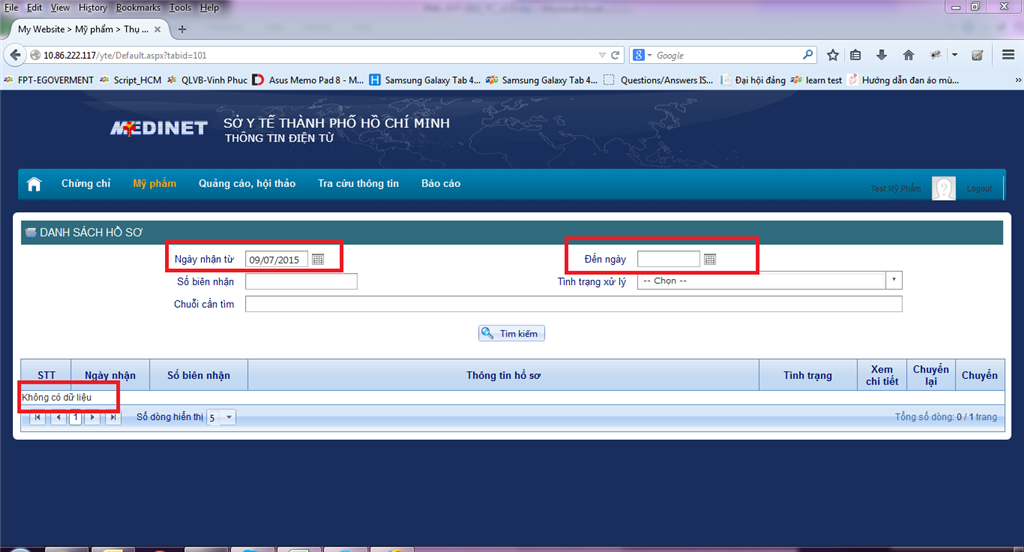 File Edit View History Bookmarks Tools Help
My Website > Mỹ phẩm > Thụ ...
10.86.222.117/yte/Default.aspx?tabid=101
Google
FPT-EGOVERMENT Script_HCM QLVB-Vinh Phuc Asus Memo Pad 8 - M... Samsung Galaxy Tab 4... Samsung Galaxy Tab 4... Questions/Answers IS... Đại hội đảng learn test Hướng dẫn đan áo mù...
MEDINET
SỞ Y TẾ THÀNH PHỐ HỒ CHÍ MINH
THÔNG TIN ĐIỆN TỬ
Chứng chỉ Mỹ phẩm Quảng cáo, hội thảo Tra cứu thông tin Báo cáo
Test Mỹ Phẩm Logout
DANH SÁCH HỒ SƠ
Ngày nhận từ 09/07/2015 Đến ngày
Số biên nhận Tình trạng xử lý -- Chọn --
Chuỗi cần tìm
Tìm kiếm
STT Ngày nhận Số biên nhận Thông tin hồ sơ Tình trạng Xem chi tiết Chuyển lại Chuyển
Không có dữ liệu
1 Số dòng hiển thị 5 Tổng số dòng: 0 / 1 trang